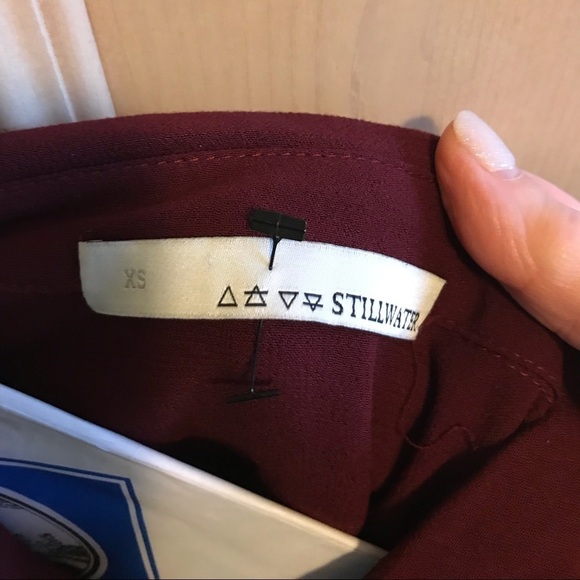 XS
△ 🜁 ▽ 🜃 STILLWATER